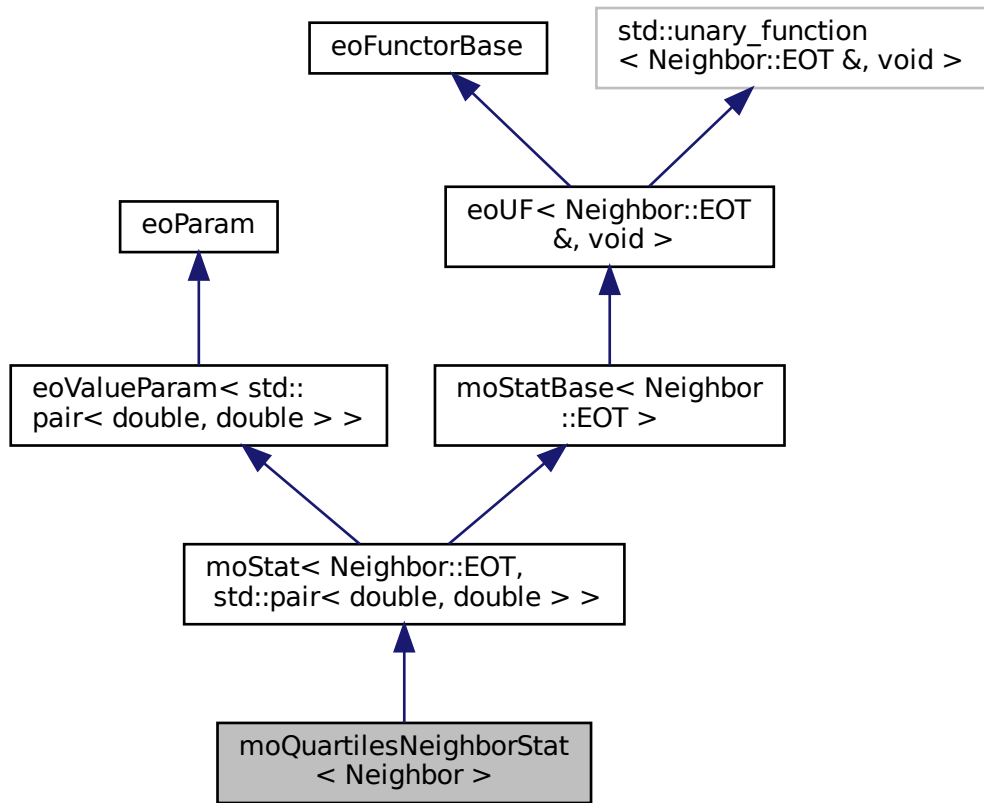 eoFunctorBase
std::unary_function
< Neighbor::EOT &, void >
eoUF< Neighbor::EOT
&, void >
eoParam
eoValueParam< std::
pair< double, double > >
moStatBase< Neighbor
::EOT >
moStat< Neighbor::EOT,
std::pair< double, double > >
moQuartilesNeighborStat
< Neighbor >